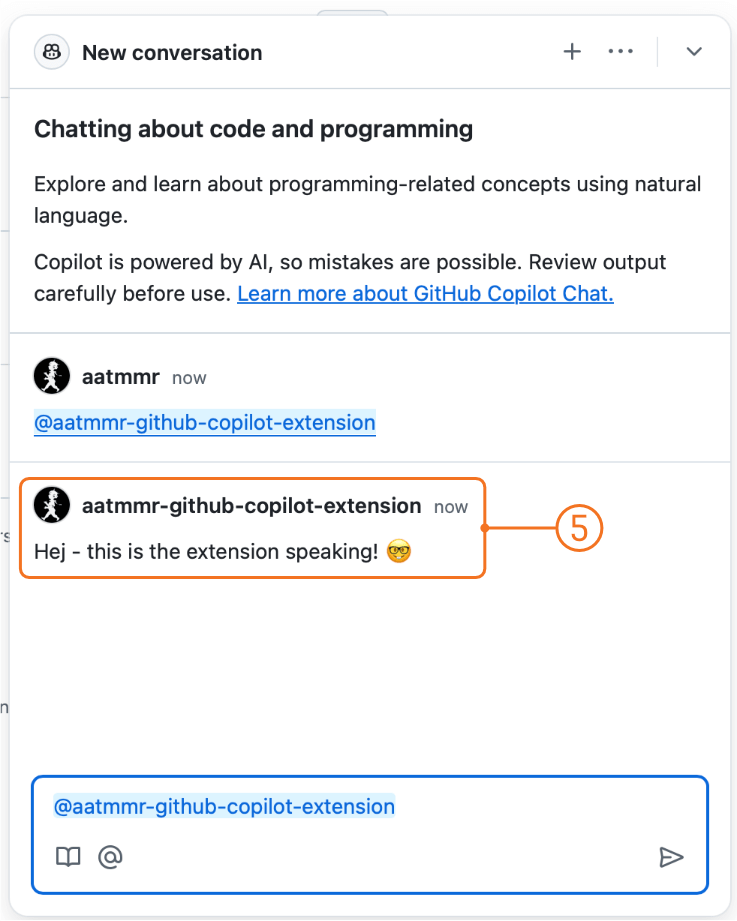 New conversation
Chatting about code and programming
Explore and learn about programming-related concepts using natural
language.
Copilot is powered by AI, so mistakes are possible. Review output
carefully before use. Learn more about GitHub Copilot Chat.
aatmmr now
@aatmmr-github-copilot-extension
aatmmr-github-copilot-extension now
Hej - this is the extension speaking! 🤓
5
@aatmmr-github-copilot-extension